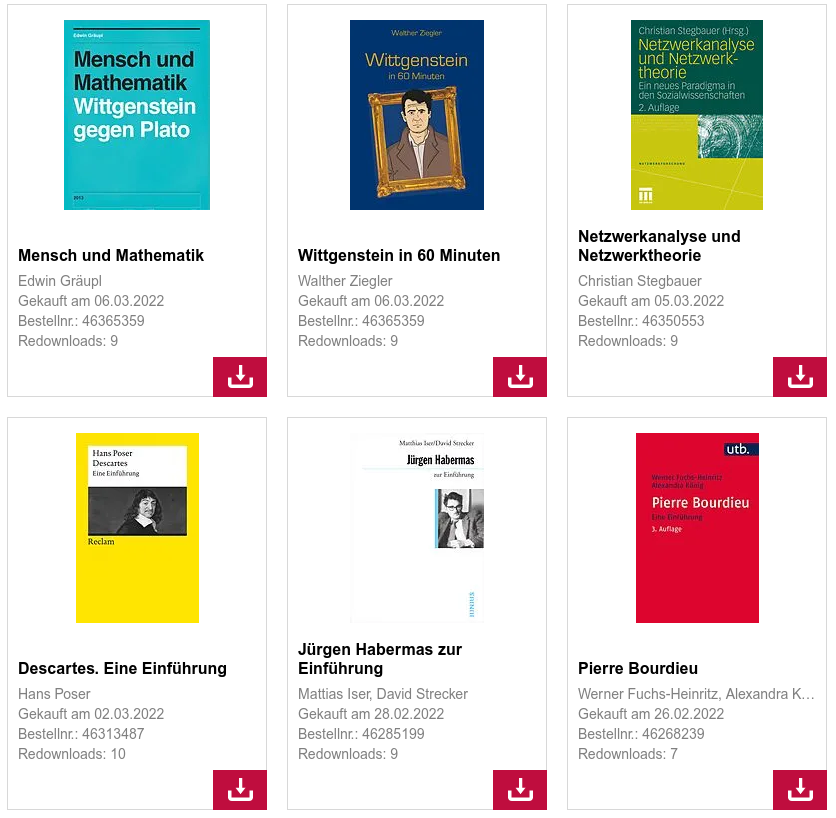 Edwin Gräupl
Mensch und
Mathematik
Wittgenstein
gegen Plato
2012
Mensch und Mathematik
Edwin Gräupl
Gekauft am 06.03.2022
Bestellnr.: 46365359
Redownloads: 9
Walther Ziegler
Wittgenstein
in 60 Minuten
Wittgenstein in 60 Minuten
Walther Ziegler
Gekauft am 06.03.2022
Bestellnr.: 46365359
Redownloads: 9
Christian Stegbauer (Hrsg.)
Netzwerkanalyse
und Netzwerk-
theorie
Ein neues Paradigma in
den Sozialwissenschaften
2. Auflage
NETZWERKFORSCHUNG
Netzwerkanalyse und
Netzwerktheorie
Christian Stegbauer
Gekauft am 05.03.2022
Bestellnr.: 46350553
Redownloads: 9
Hans Poser
Descartes
Eine Einführung
Reclam
Descartes. Eine Einführung
Hans Poser
Gekauft am 02.03.2022
Bestellnr.: 46313487
Redownloads: 10
Matthias Iser/David Strecker
Jürgen Habermas
zur Einführung
JUNIUS
Jürgen Habermas zur
Einführung
Mattias Iser, David Strecker
Gekauft am 28.02.2022
Bestellnr.: 46285199
Redownloads: 9
utb.
Werner Fuchs-Heinritz
Alexandra König
Pierre Bourdieu
Eine Einführung
3. Auflage
Pierre Bourdieu
Werner Fuchs-Heinritz, Alexandra K…
Gekauft am 26.02.2022
Bestellnr.: 46268239
Redownloads: 7